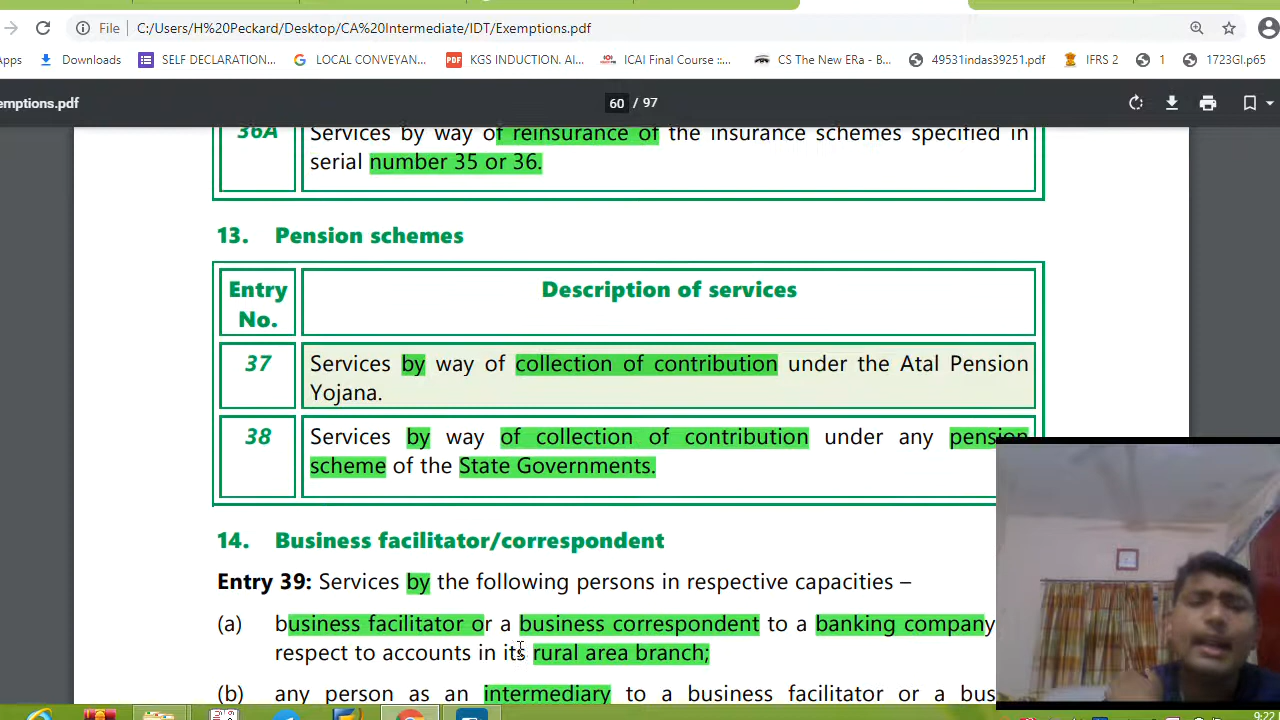 File C:/Users/H%20Peckard/Desktop/CA%20Intermediate/IDT/Exemptions.pdf
Apps Downloads SELF DECLARATION... LOCAL CONVEYAN... PDF KGS INDUCTION. AI... ICAI Final Course ::... CS The New ERa - B... 49531indas39251.pdf IFRS 2 1 1723GI.p65
emptions.pdf 60 / 97
36A Services by way of reinsurance of the insurance schemes specified in
serial number 35 or 36.
13. Pension schemes
Entry No. Description of services
37 Services by way of collection of contribution under the Atal Pension
Yojana.
38 Services by way of collection of contribution under any pension
scheme of the State Governments.
14. Business facilitator/correspondent
Entry 39: Services by the following persons in respective capacities –
(a) business facilitator or a business correspondent to a banking company
respect to accounts in its rural area branch;
(b) any person as an intermediary to a business facilitator or a bus
9:22